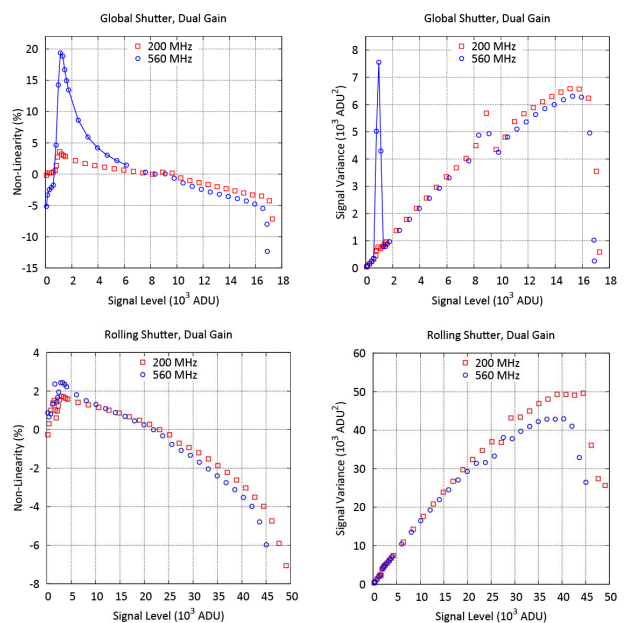 Global Shutter, Dual Gain
200 MHz
560 MHz
Non-Linearity (%)
20
15
10
5
0
-5
-10
-15
0 2 4 6 8 10 12 14 16 18
Signal Level (10³ ADU)
Global Shutter, Dual Gain
200 MHz
560 MHz
Signal Variance (10³ ADU²)
8
7
6
5
4
3
2
1
0
0 2 4 6 8 10 12 14 16 18
Signal Level (10³ ADU)
Rolling Shutter, Dual Gain
200 MHz
560 MHz
Non-Linearity (%)
4
2
0
-2
-4
-6
-8
0 5 10 15 20 25 30 35 40 45 50
Signal Level (10³ ADU)
Rolling Shutter, Dual Gain
200 MHz
560 MHz
Signal Variance (10³ ADU²)
60
50
40
30
20
10
0
0 5 10 15 20 25 30 35 40 45 50
Signal Level (10³ ADU)